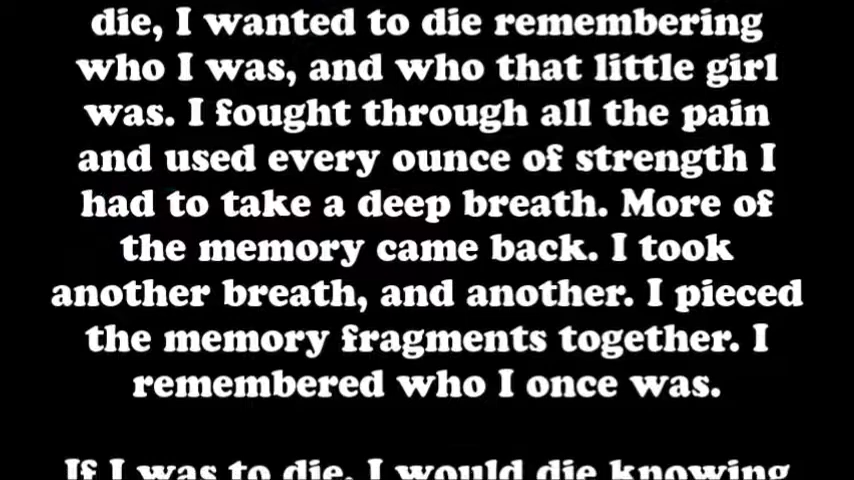 die, I wanted to die remembering
who I was, and who that little girl
was. I fought through all the pain
and used every ounce of strength I
had to take a deep breath. More of
the memory came back. I took
another breath, and another. I pieced
the memory fragments together. I
remembered who I once was.
If I was to die, I would die knowing